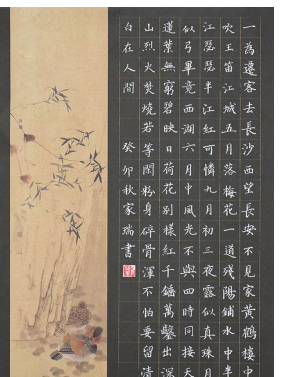 一為遷客去長沙西望長安不見家黃鶴樓中
吹玉笛江城五月落梅花一道殘陽鋪水中半
江瑟瑟半江紅可憐九月初三夜露似真珠月
似弓畢竟西湖六月中風光不與四時同接天
蓮葉無窮碧映日荷花別樣紅千錘萬鑿出深
山烈火焚燒若等閒粉身碎骨渾不怕要留清
白在人間 癸卯秋家瑞書